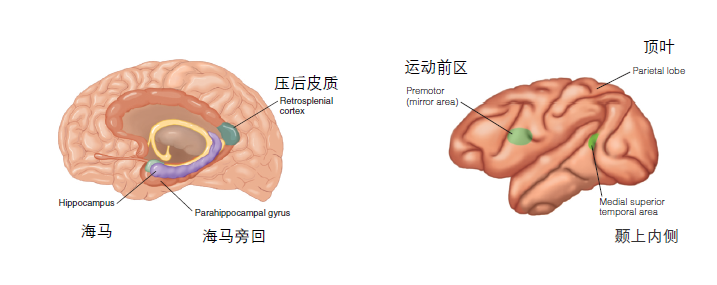 压后皮质
Retrosplenial
cortex
Hippocampus
海马
Parahippocampal gyrus
海马旁回
顶叶
Parietal lobe
运动前区
Premotor
(mirror area)
Medial superior
temporal area
颞上内侧